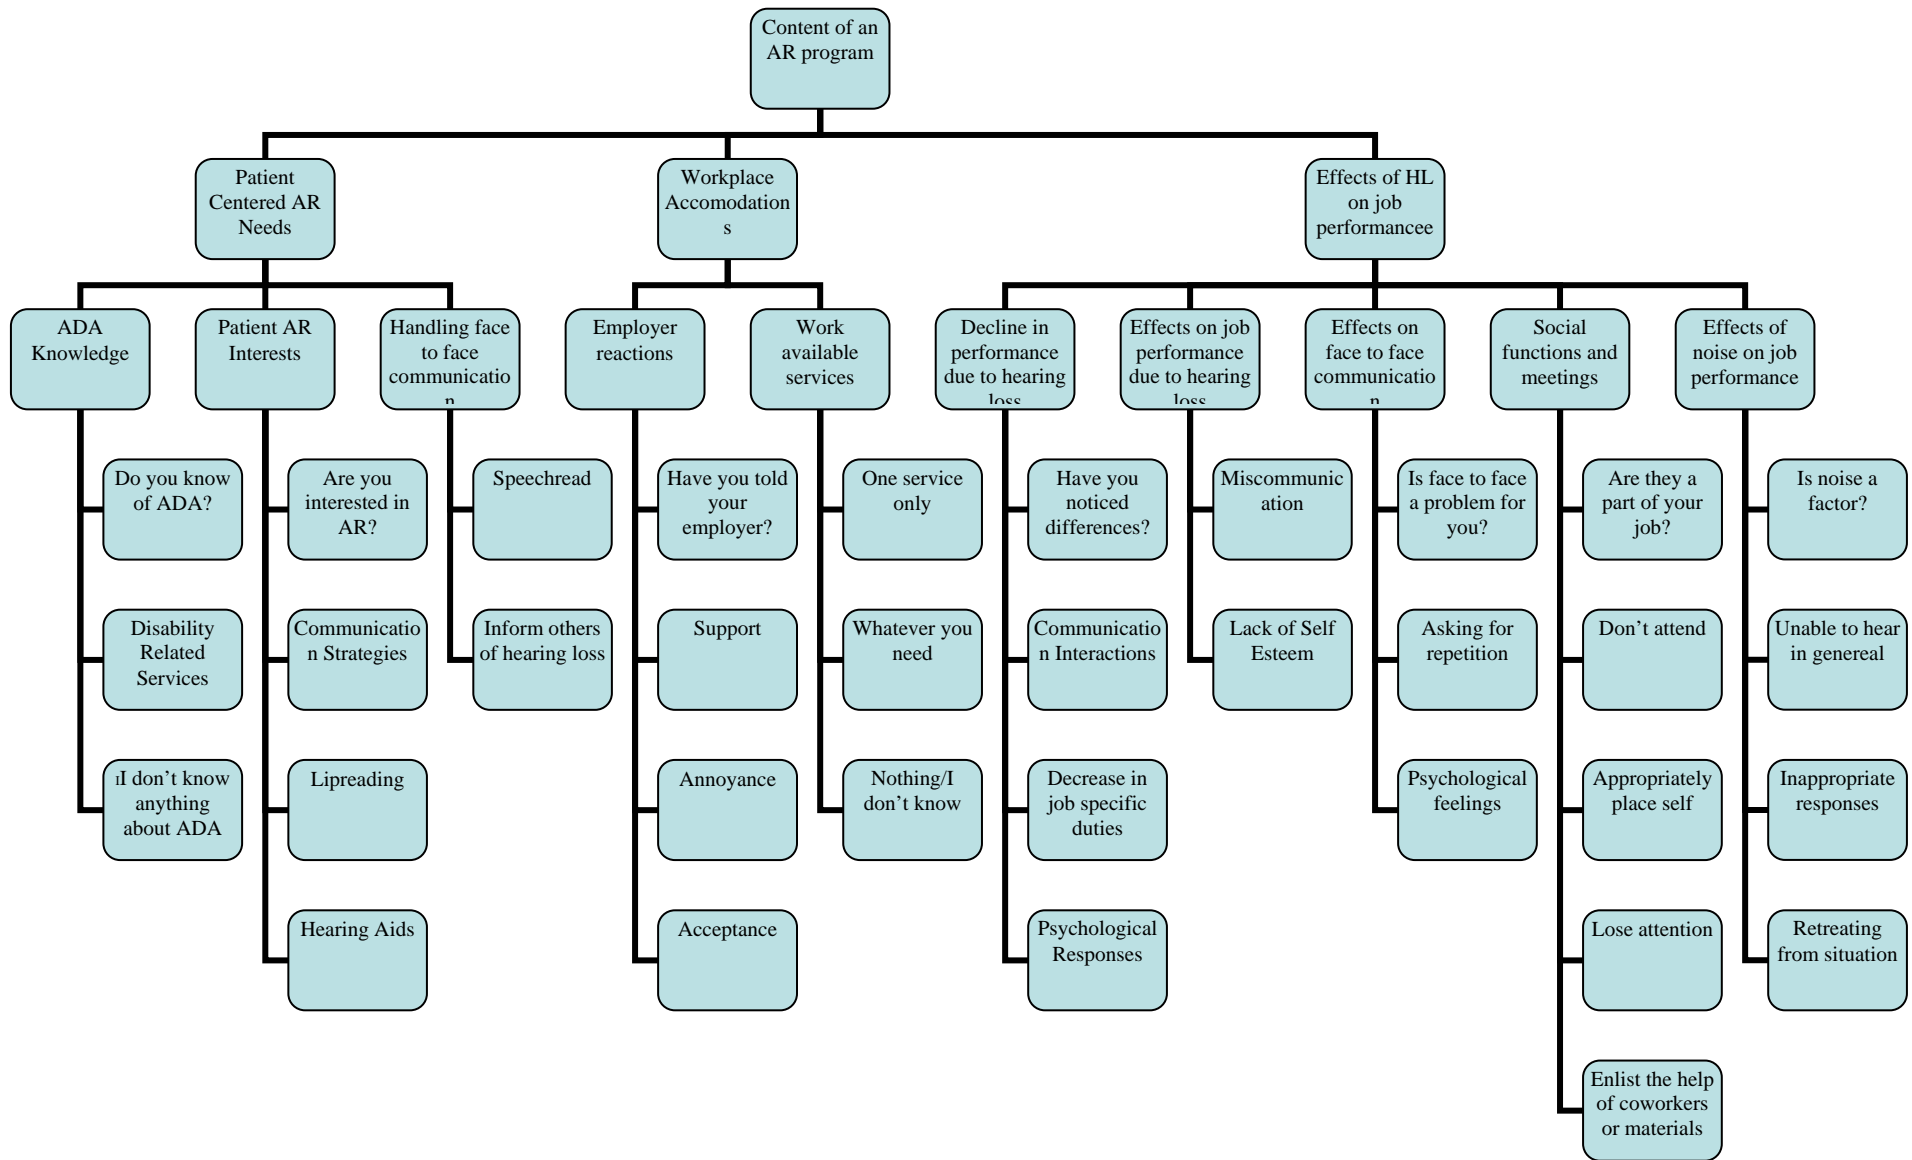 Content of an
AR program
Patient
Centered AR
Needs
Workplace
Accomodation
s
Effects of HL
on job
performancee
ADA
Knowledge
Patient AR
Interests
Handling face
to face
communicatio
n
Employer
reactions
Work
available
services
Decline in
performance
due to hearing
loss
Effects on job
performance
due to hearing
loss
Effects on
face to face
communicatio
n
Social
functions and
meetings
Effects of
noise on job
performance
Do you know
of ADA?
Are you
interested in
AR?
Speechread
Have you told
your
employer?
One service
only
Have you
noticed
differences?
Miscommunic
ation
Is face to face
a problem for
you?
Are they a
part of your
job?
Is noise a
factor?
Disability
Related
Services
Communicatio
n Strategies
Inform others
of hearing loss
Support
Whatever you
need
Communicatio
n Interactions
Lack of Self
Esteem
Asking for
repetition
Don’t attend
Unable to hear
in genereal
iI don’t know
anything
about ADA
Lipreading
Annoyance
Nothing/I
don’t know
Decrease in
job specific
duties
Psychological
feelings
Appropriately
place self
Inappropriate
responses
Hearing Aids
Acceptance
Psychological
Responses
Lose attention
Retreating
from situation
Enlist the help
of coworkers
or materials